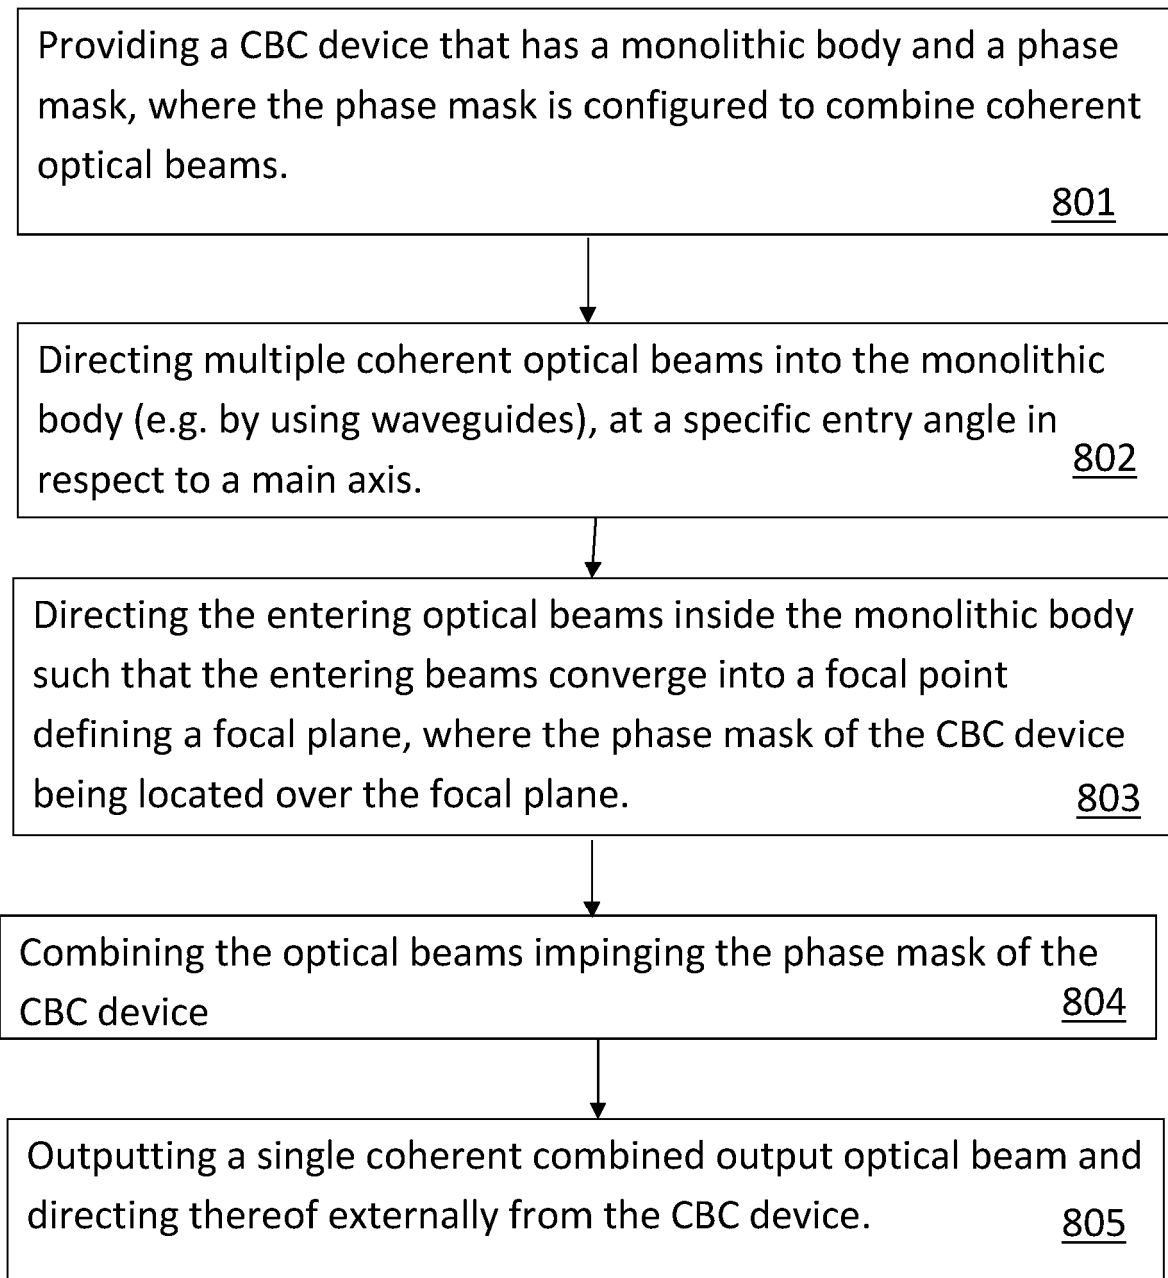 Providing a CBC device that has a monolithic body and a phase
mask, where the phase mask is configured to combine coherent
optical beams.
801
Directing multiple coherent optical beams into the monolithic
body (e.g. by using waveguides), at a specific entry angle in
respect to a main axis.
802
Directing the entering optical beams inside the monolithic body
such that the entering beams converge into a focal point
defining a focal plane, where the phase mask of the CBC device
being located over the focal plane.
803
Combining the optical beams impinging the phase mask of the
CBC device
804
Outputting a single coherent combined output optical beam and
directing thereof externally from the CBC device.
805